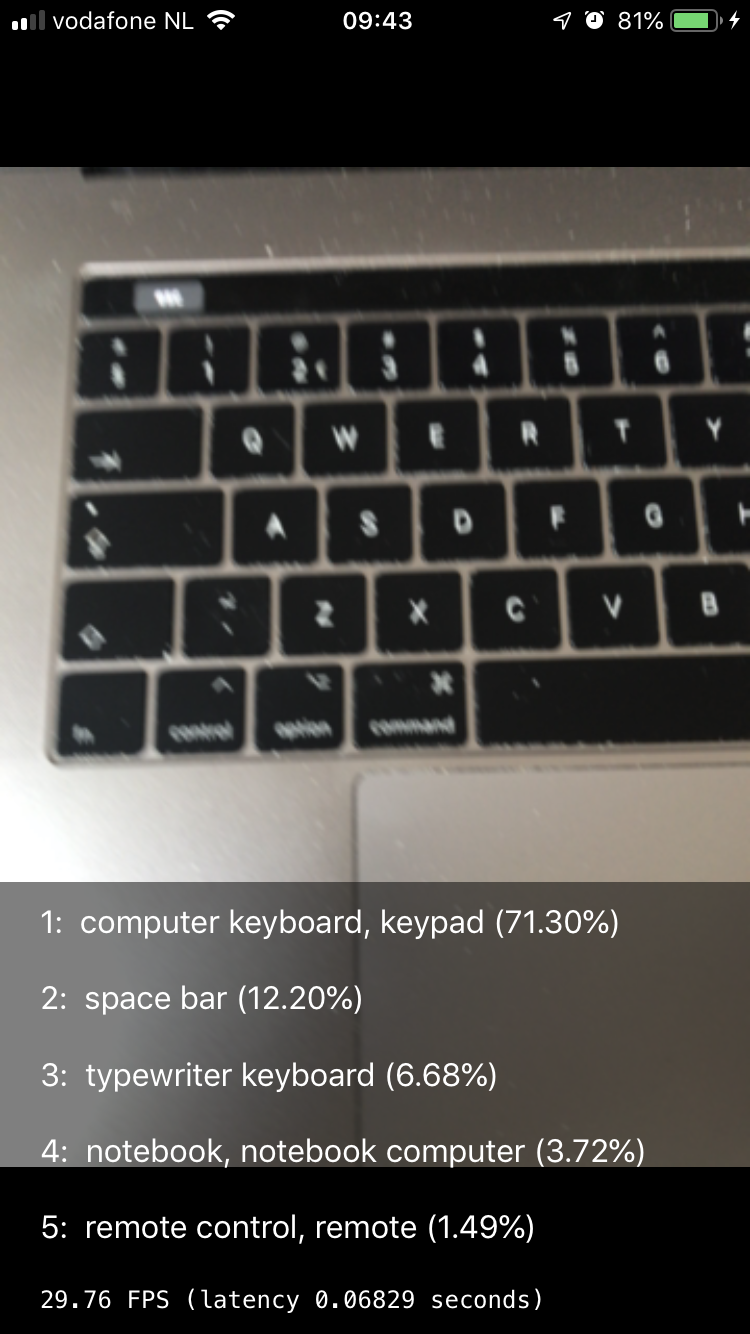 vodafone NL 09:43 81%
! 1 @ 2 # 3 $ 4 % 5 ^ 6
Q W E R T Y
A S D F G H
Z X C V B
fn control option command
1: computer keyboard, keypad (71.30%)
2: space bar (12.20%)
3: typewriter keyboard (6.68%)
4: notebook, notebook computer (3.72%)
5: remote control, remote (1.49%)
29.76 FPS (latency 0.06829 seconds)